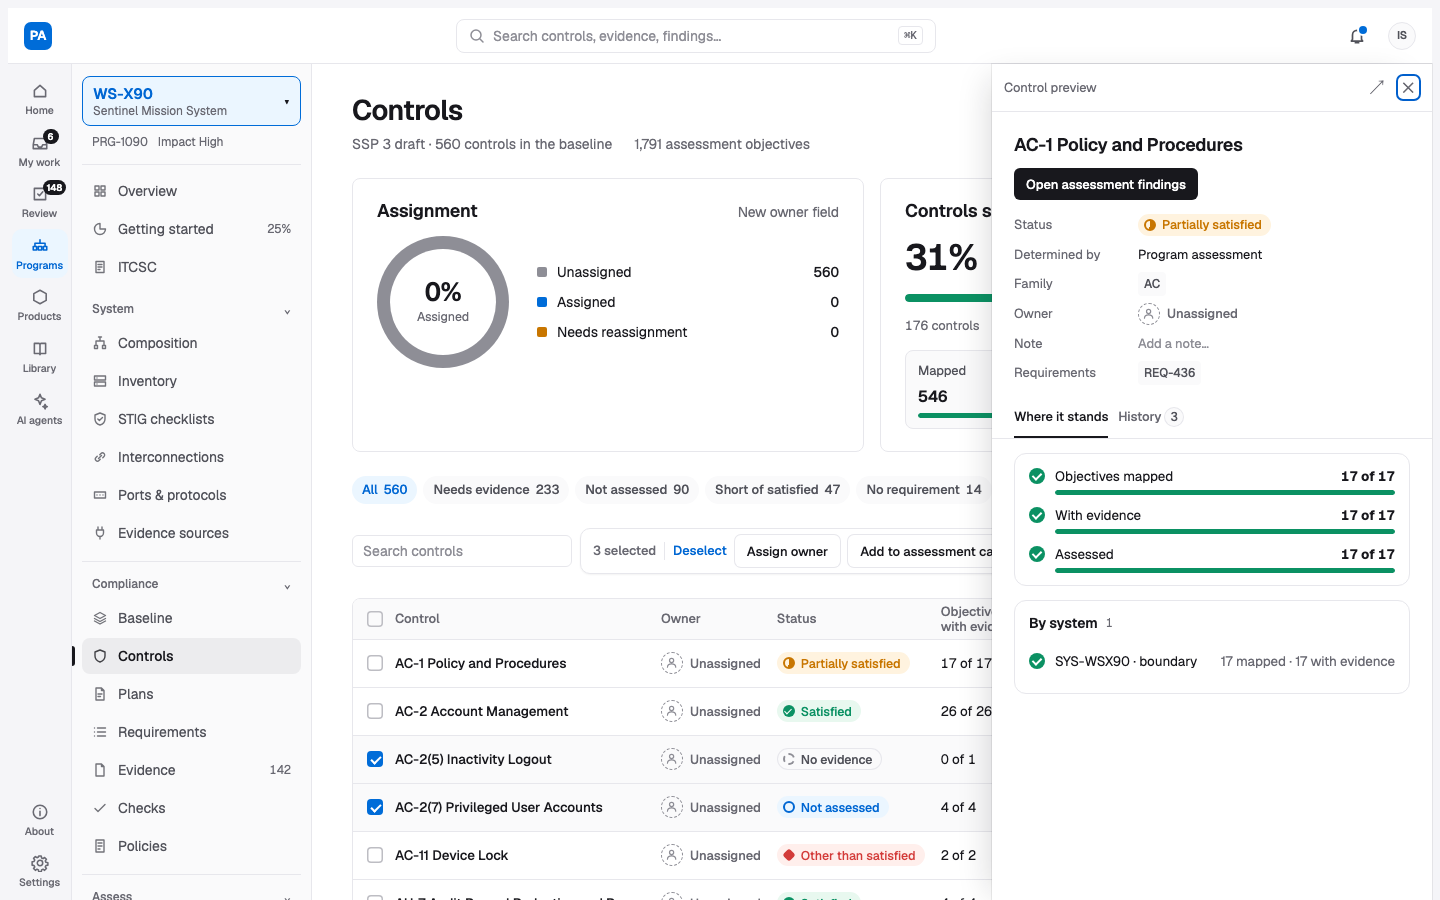 PA
Search controls, evidence, findings...
⌘K
IS
Home
6
My work
148
Review
Programs
Products
Library
AI agents
About
Settings
WS-X90
Sentinel Mission System
PRG-1090 Impact High
Overview
Getting started 25%
ITCSC
System
Composition
Inventory
STIG checklists
Interconnections
Ports & protocols
Evidence sources
Compliance
Baseline
Controls
Plans
Requirements
Evidence 142
Checks
Policies
Assess
Controls
SSP 3 draft · 560 controls in the baseline 1,791 assessment objectives
Assignment New owner field
0%
Assigned
Unassigned 560
Assigned 0
Needs reassignment 0
Controls s
31%
176 controls
Mapped
546
All 560 Needs evidence 233 Not assessed 90 Short of satisfied 47 No requirement 14
Search controls
3 selected Deselect Assign owner Add to assessment ca
Control Owner Status Objectiv
with evid
AC-1 Policy and Procedures Unassigned Partially satisfied 17 of 17
AC-2 Account Management Unassigned Satisfied 26 of 26
AC-2(5) Inactivity Logout Unassigned No evidence 0 of 1
AC-2(7) Privileged User Accounts Unassigned Not assessed 4 of 4
AC-11 Device Lock Unassigned Other than satisfied 2 of 2
Control preview
AC-1 Policy and Procedures
Open assessment findings
Status Partially satisfied
Determined by Program assessment
Family AC
Owner Unassigned
Note Add a note...
Requirements REQ-436
Where it stands History 3
Objectives mapped 17 of 17
With evidence 17 of 17
Assessed 17 of 17
By system 1
SYS-WSX90 · boundary 17 mapped · 17 with evidence